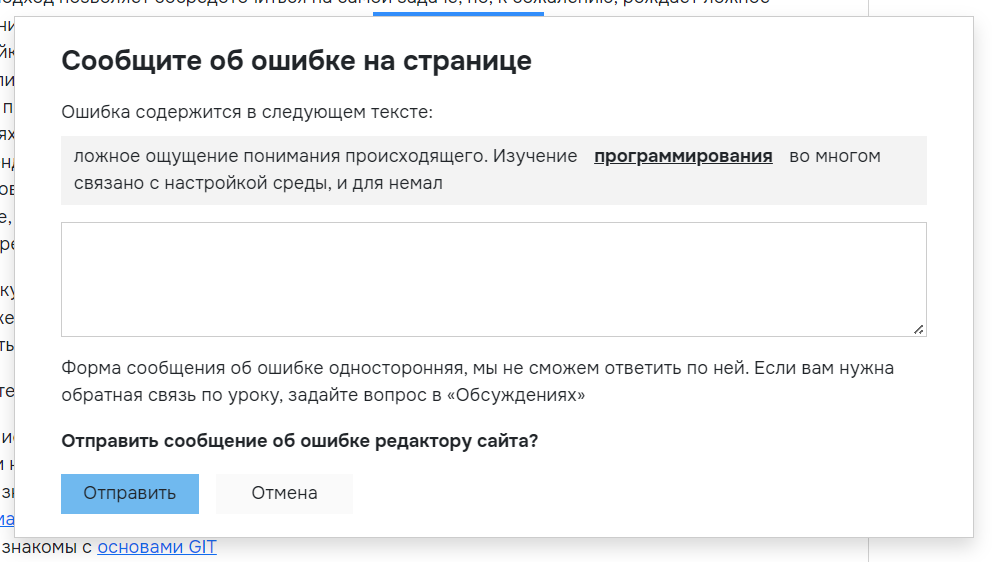 Сообщите об ошибке на странице
Ошибка содержится в следующем тексте:
ложное ощущение понимания происходящего. Изучение программирования во многом
связано с настройкой среды, и для немал
Форма сообщения об ошибке односторонняя, мы не сможем ответить по ней. Если вам нужна
обратная связь по уроку, задайте вопрос в «Обсуждениях»
Отправить сообщение об ошибке редактору сайта?
Отправить Отмена
знакомы с основами GIT